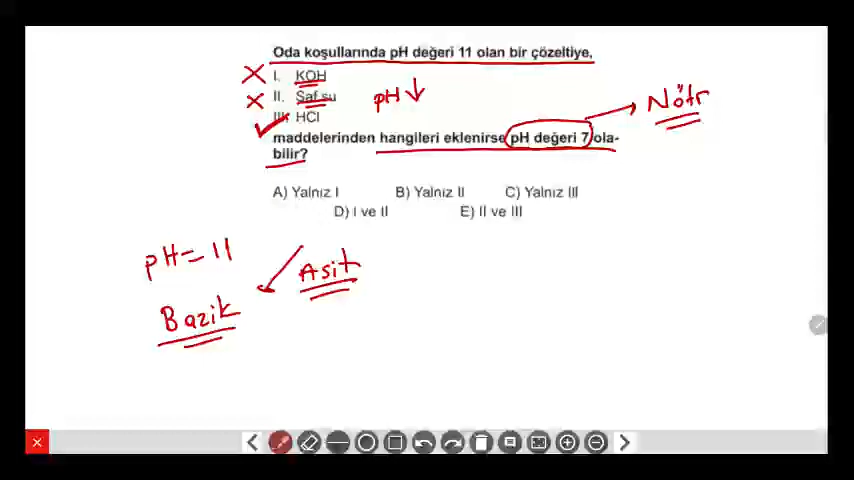 Oda koşullarında pH değeri 11 olan bir çözeltiye,
I. KOH
II. Saf su
pH ↓
Nötr
III. HCl
maddelerinden hangileri eklenirse pH değeri 7 ola-
bilir?
A) Yalnız I B) Yalnız II C) Yalnız III
D) I ve II E) II ve III
pH = 11
Asit
Bazik